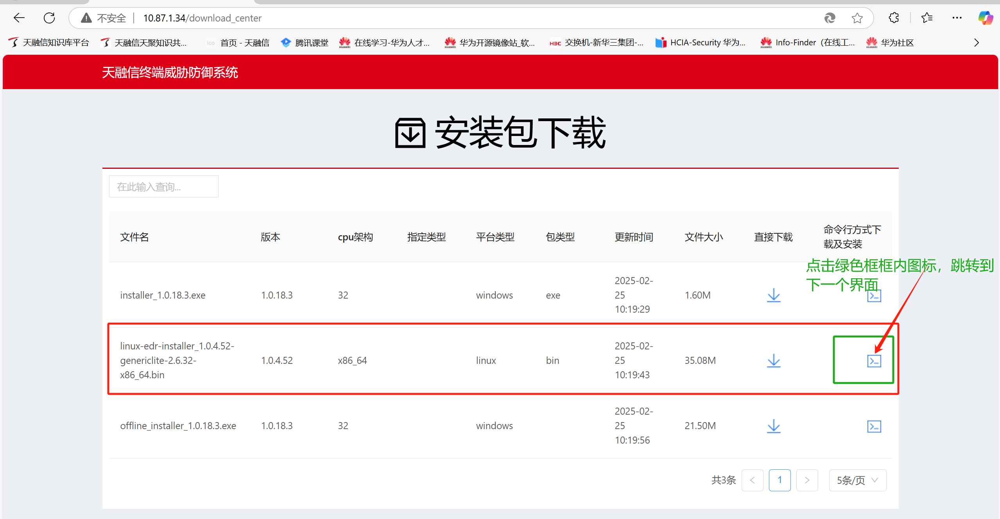 不安全 10.87.1.34/download_center
天融信知识库平台 天融信天聚知识共... ico 首页 - 天融信 腾讯课堂 HUAWEI 在线学习-华为人才... HUAWEI 华为开源镜像站_软... H3C 交换机-新华三集团-... HCIA-Security 华为... HUAWEI Info-Finder（在线工... HUAWEI 华为社区
天融信终端威胁防御系统
安装包下载
在此输入查询...
文件名 版本 cpu架构 指定类型 平台类型 包类型 更新时间 文件大小 直接下载 命令行方式下
载及安装
点击绿色框框内图标，跳转到
下一个界面
installer_1.0.18.3.exe 1.0.18.3 32 windows exe 2025-02-
25
10:19:29 1.60M
linux-edr-installer_1.0.4.52-
genericlite-2.6.32-
x86_64.bin 1.0.4.52 x86_64 linux bin 2025-02-
25
10:19:43 35.08M
offline_installer_1.0.18.3.exe 1.0.18.3 32 windows 2025-02-
25
10:19:56 21.50M
共3条 < 1 > 5条/页